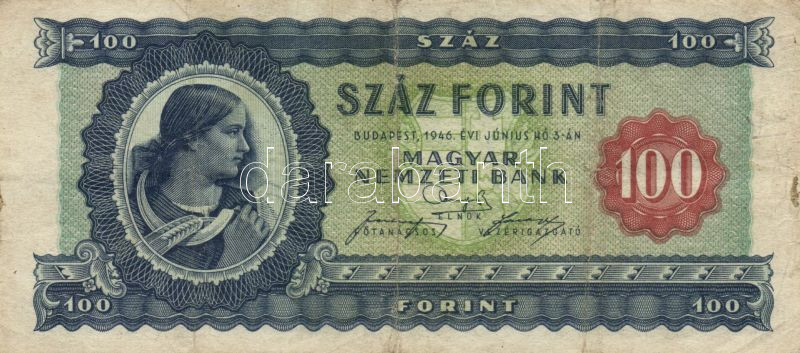 100 SZÁZ 100
SZÁZ FORINT
BUDAPEST, 1946. ÉVI JÚNIUS HÓ 3-ÁN
MAGYAR
NEMZETI BANK
100
darabanth
ELNÖK
FŐTANÁCSOS VEZÉRIGAZGATÓ
100 FORINT 100